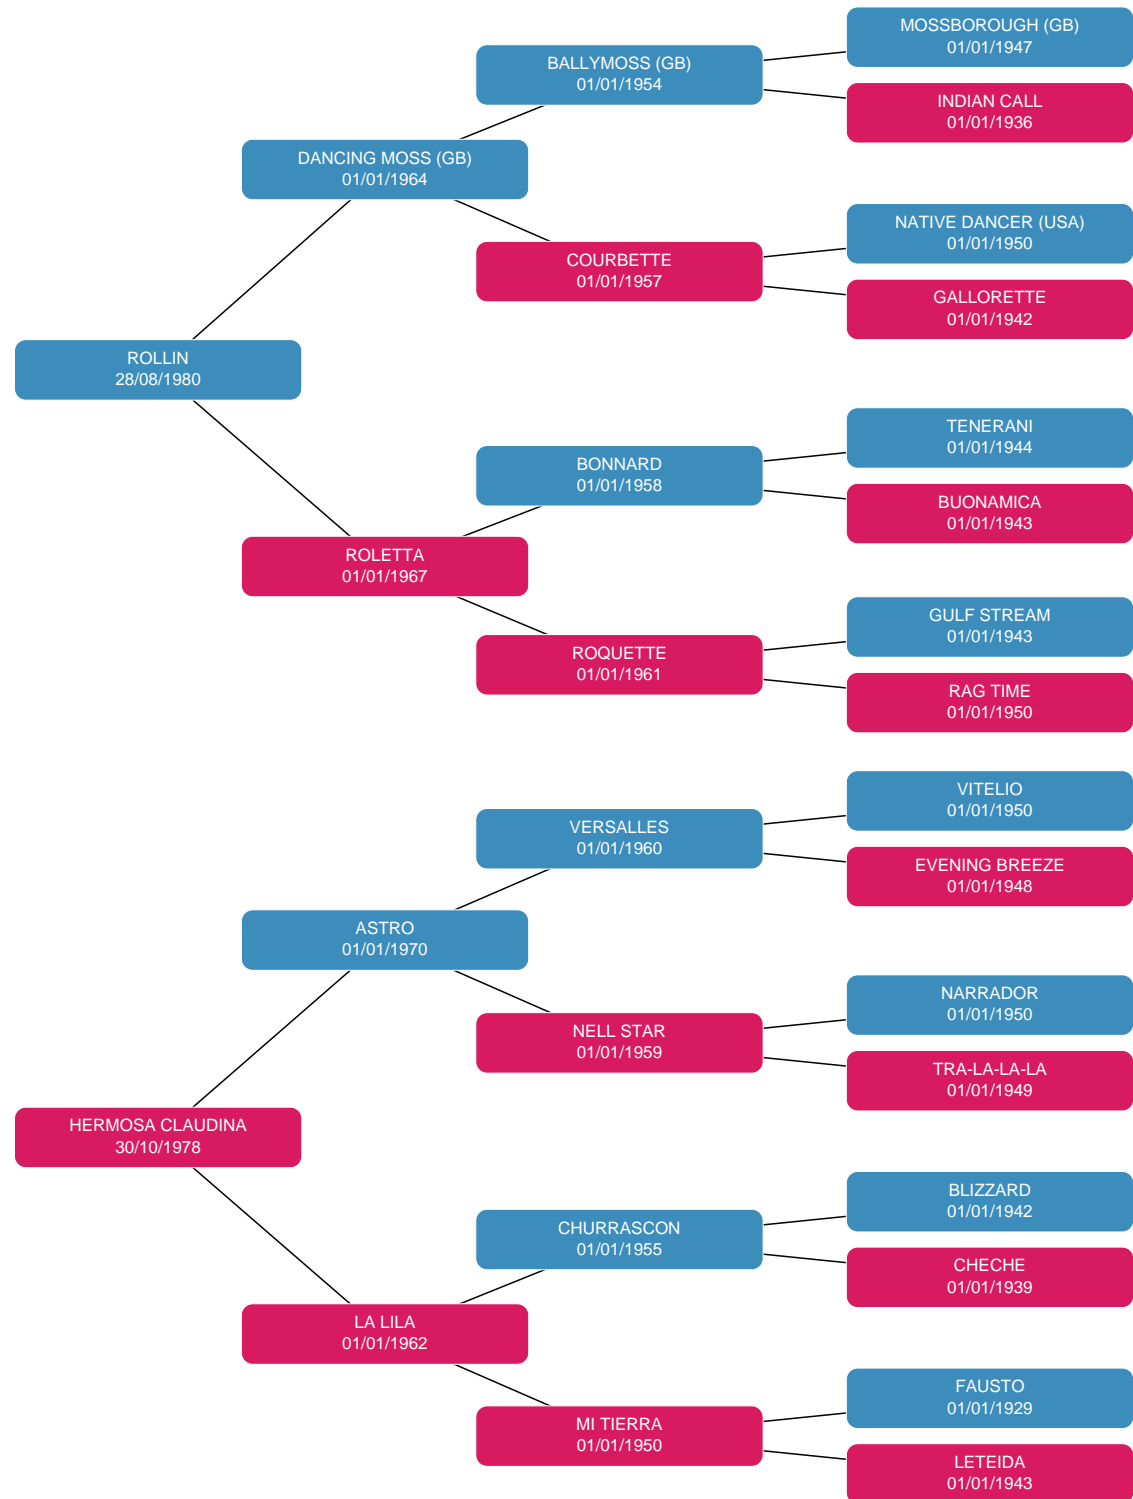 MOSSBOROUGH (GB)
01/01/1947
BALLYMOSS (GB)
01/01/1954
INDIAN CALL
01/01/1936
DANCING MOSS (GB)
01/01/1964
NATIVE DANCER (USA)
01/01/1950
COURBETTE
01/01/1957
GALLORETTE
01/01/1942
ROLLIN
28/08/1980
TENERANI
01/01/1944
BONNARD
01/01/1958
BUONAMICA
01/01/1943
ROLETTA
01/01/1967
GULF STREAM
01/01/1943
ROQUETTE
01/01/1961
RAG TIME
01/01/1950
VITELIO
01/01/1950
VERSALLES
01/01/1960
EVENING BREEZE
01/01/1948
ASTRO
01/01/1970
NARRADOR
01/01/1950
NELL STAR
01/01/1959
TRA-LA-LA-LA
01/01/1949
HERMOSA CLAUDINA
30/10/1978
BLIZZARD
01/01/1942
CHURRASCON
01/01/1955
CHECHE
01/01/1939
LA LILA
01/01/1962
FAUSTO
01/01/1929
MI TIERRA
01/01/1950
LETEIDA
01/01/1943